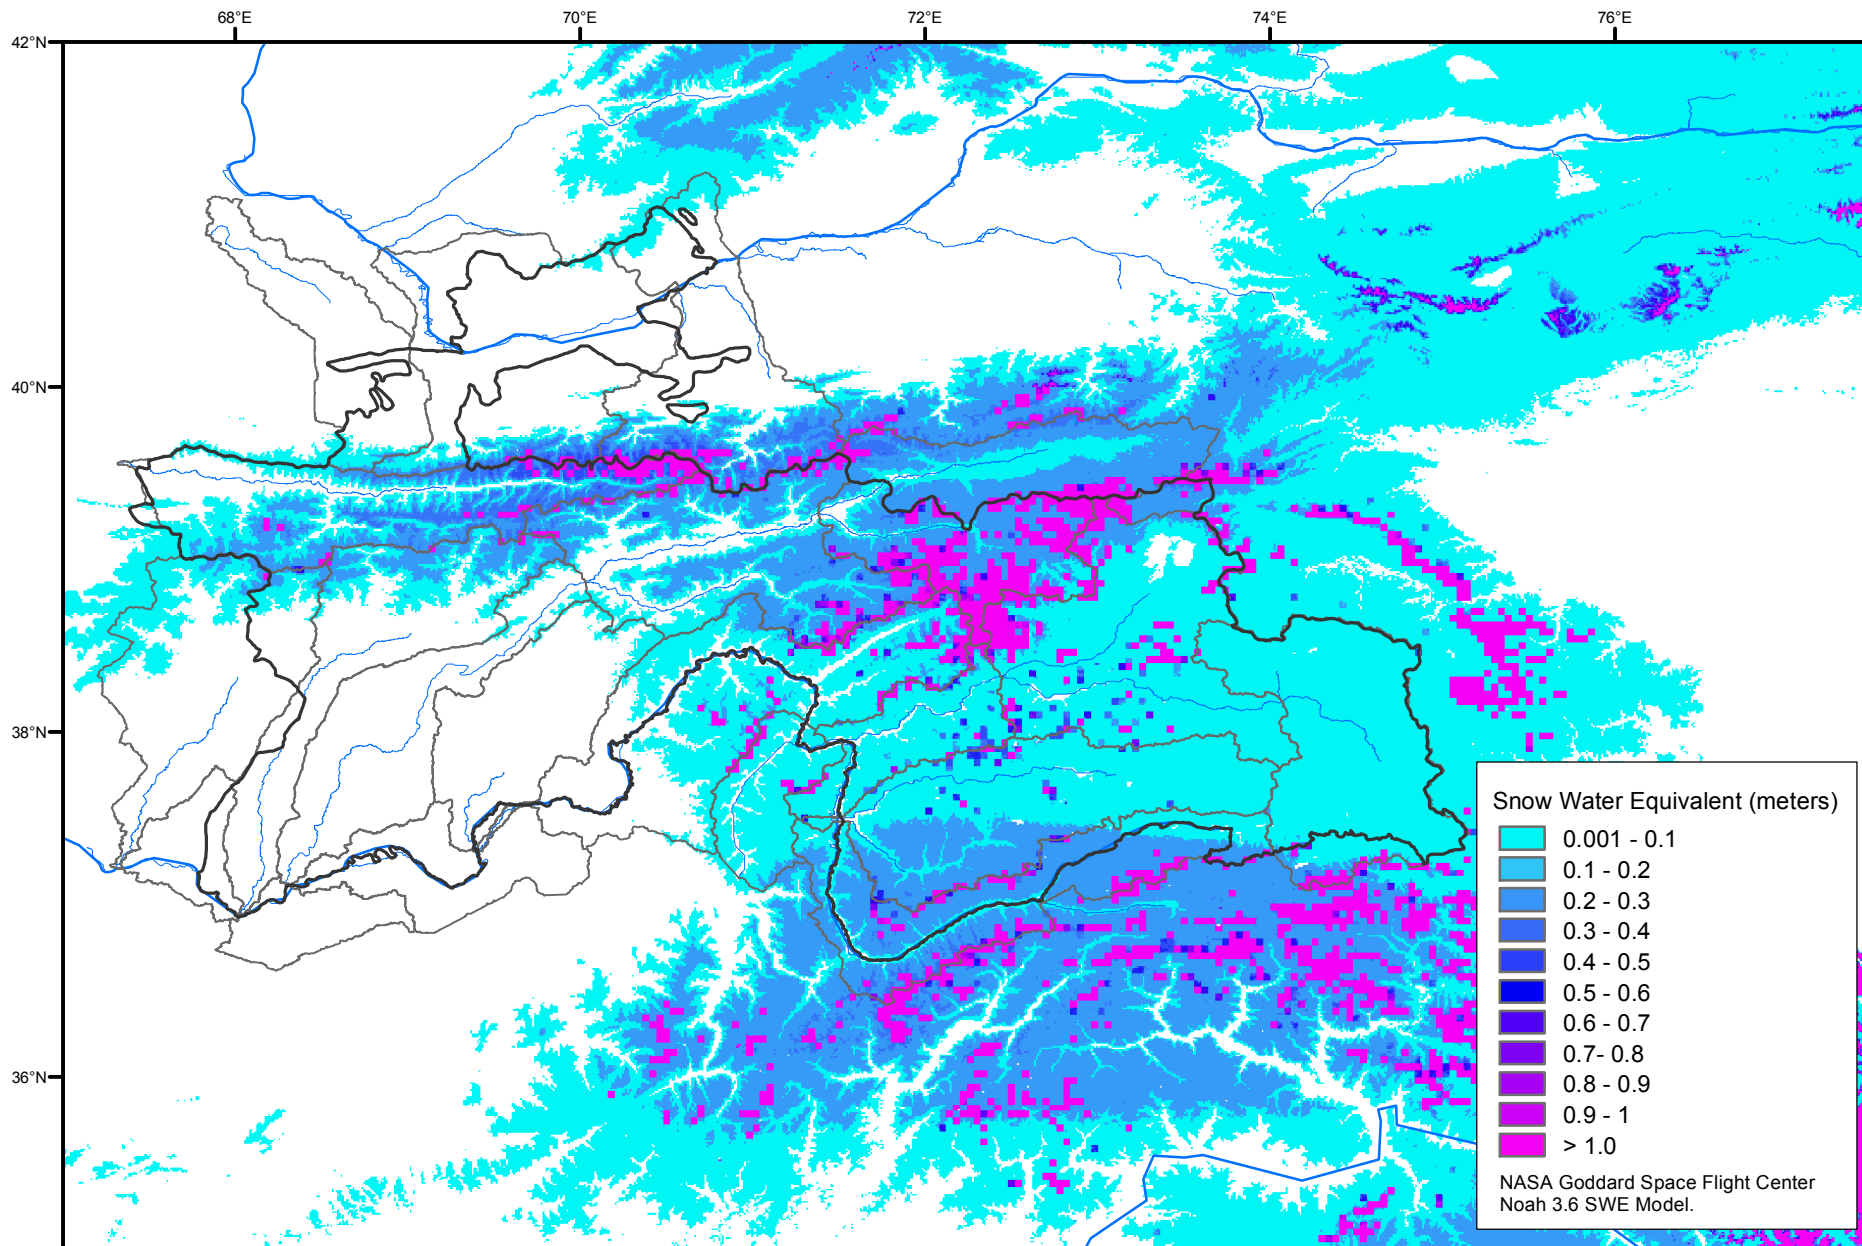 68°E
70°E
72°E
74°E
76°E
42°N
40°N
38°N
36°N
Snow Water Equivalent (meters)
0.001 - 0.1
0.1 - 0.2
0.2 - 0.3
0.3 - 0.4
0.4 - 0.5
0.5 - 0.6
0.6 - 0.7
0.7- 0.8
0.8 - 0.9
0.9 - 1
> 1.0
NASA Goddard Space Flight Center
Noah 3.6 SWE Model.